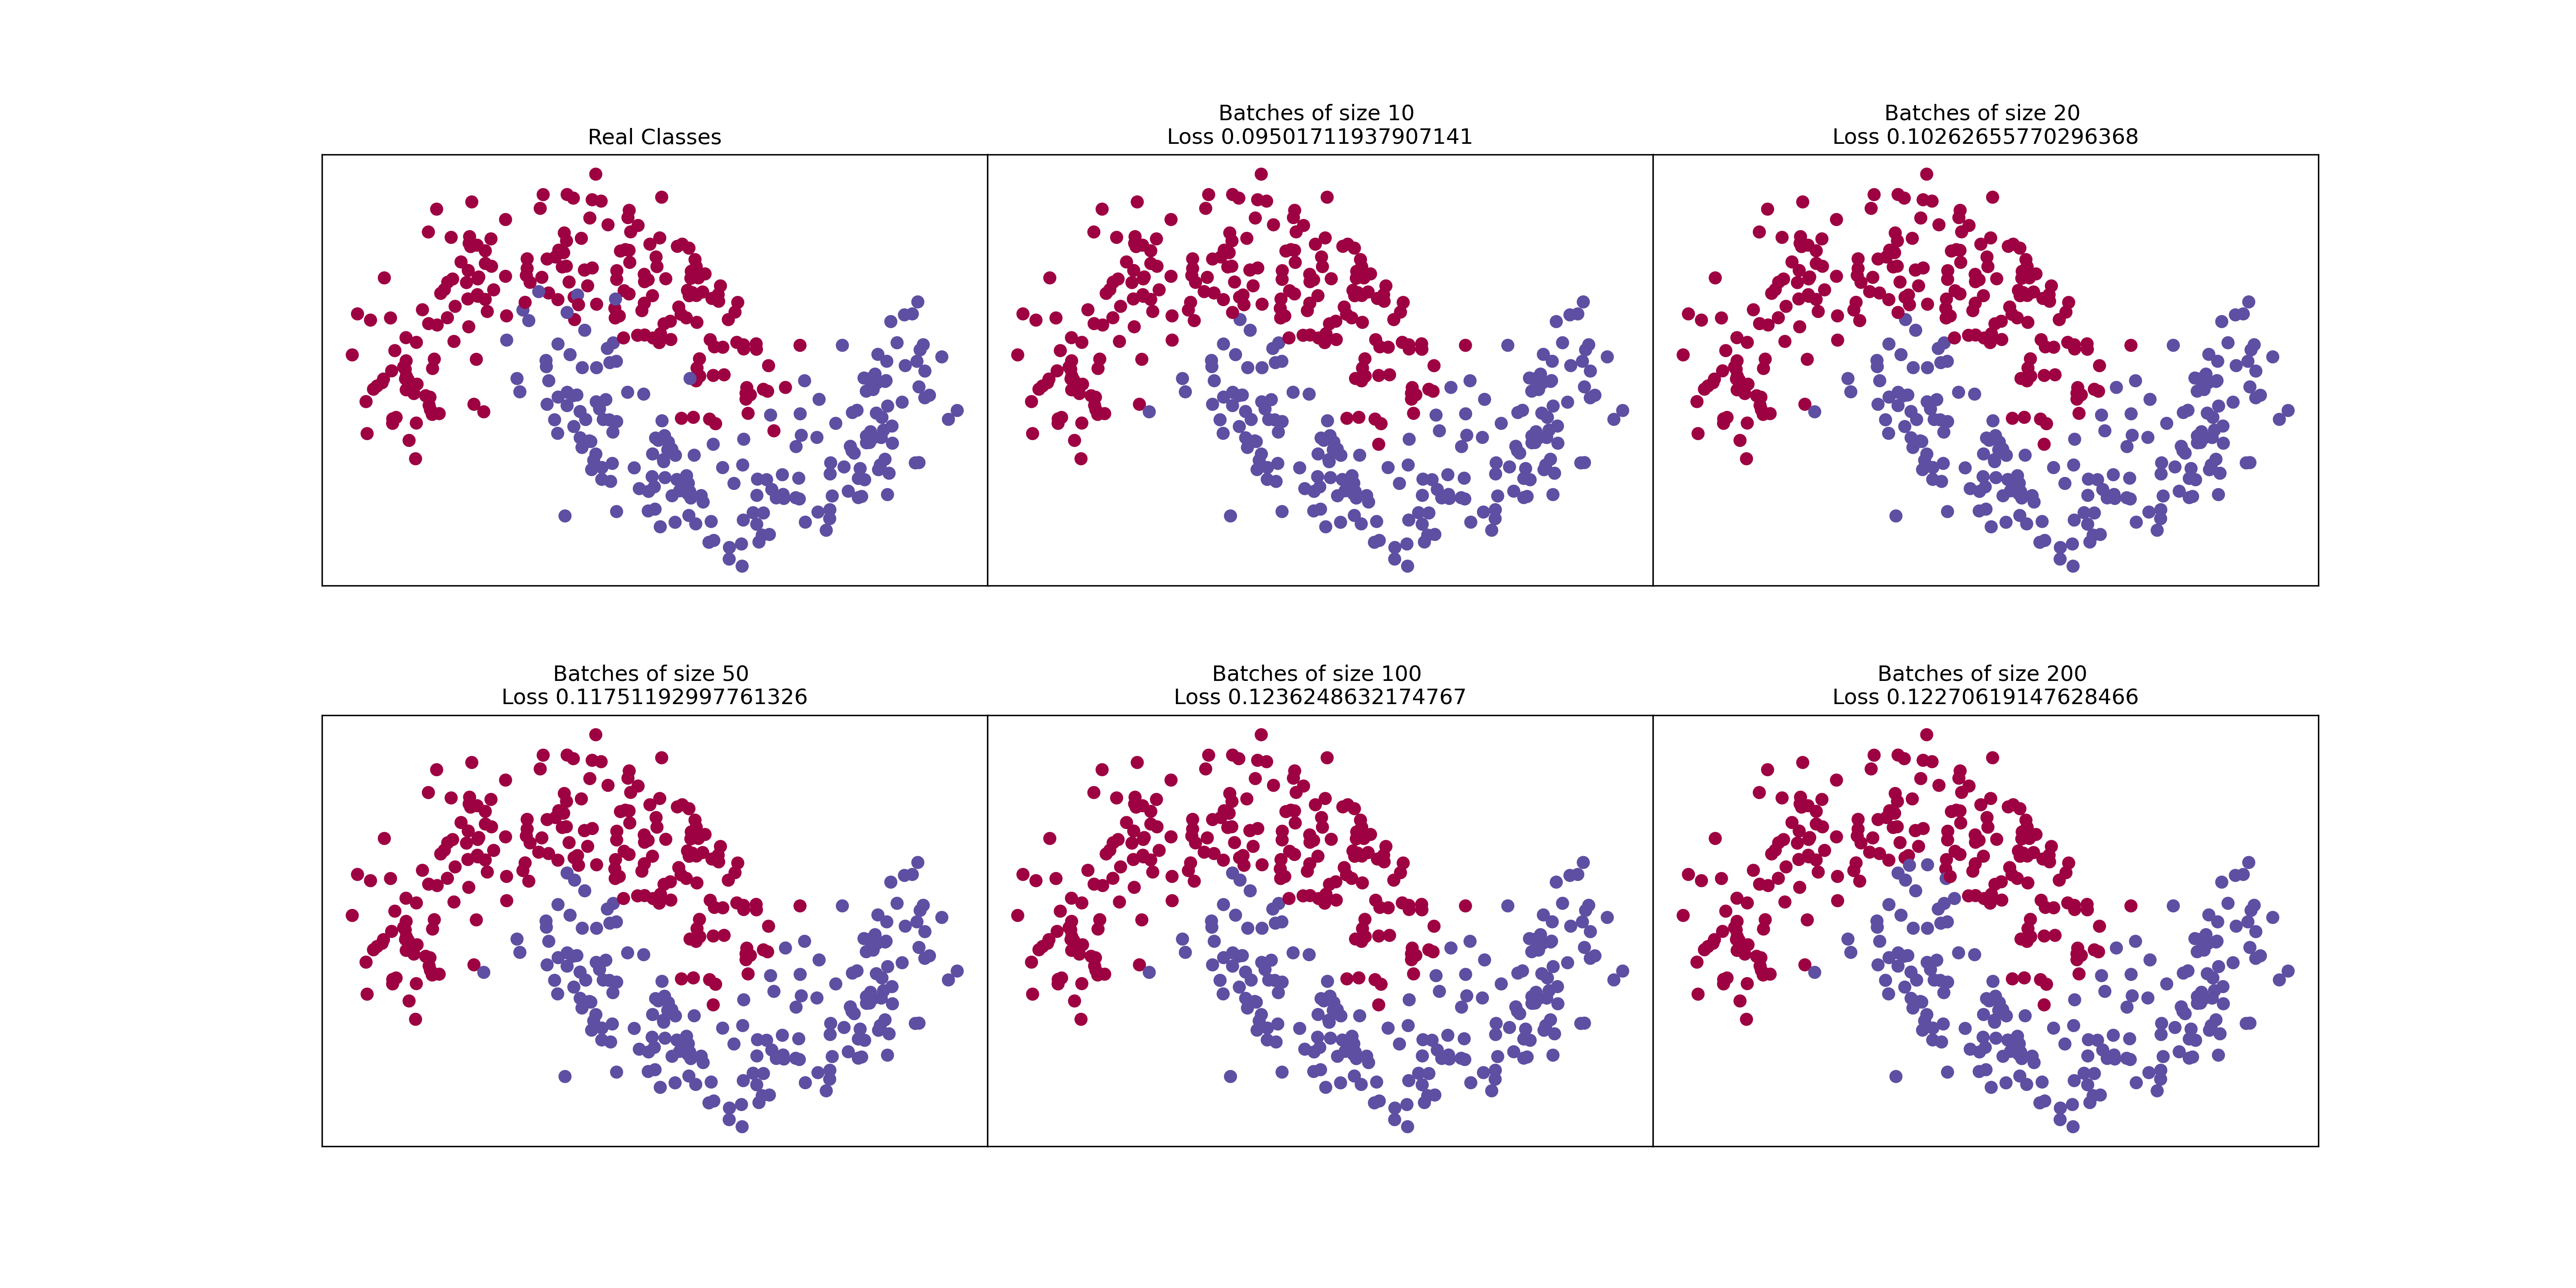 Real Classes
Batches of size 10
Loss 0.09501711937907141
Batches of size 20
Loss 0.10262655770296368
Batches of size 50
Loss 0.117511192997761326
Batches of size 100
Loss 0.1236248632174767
Batches of size 200
Loss 0.12270619147628466